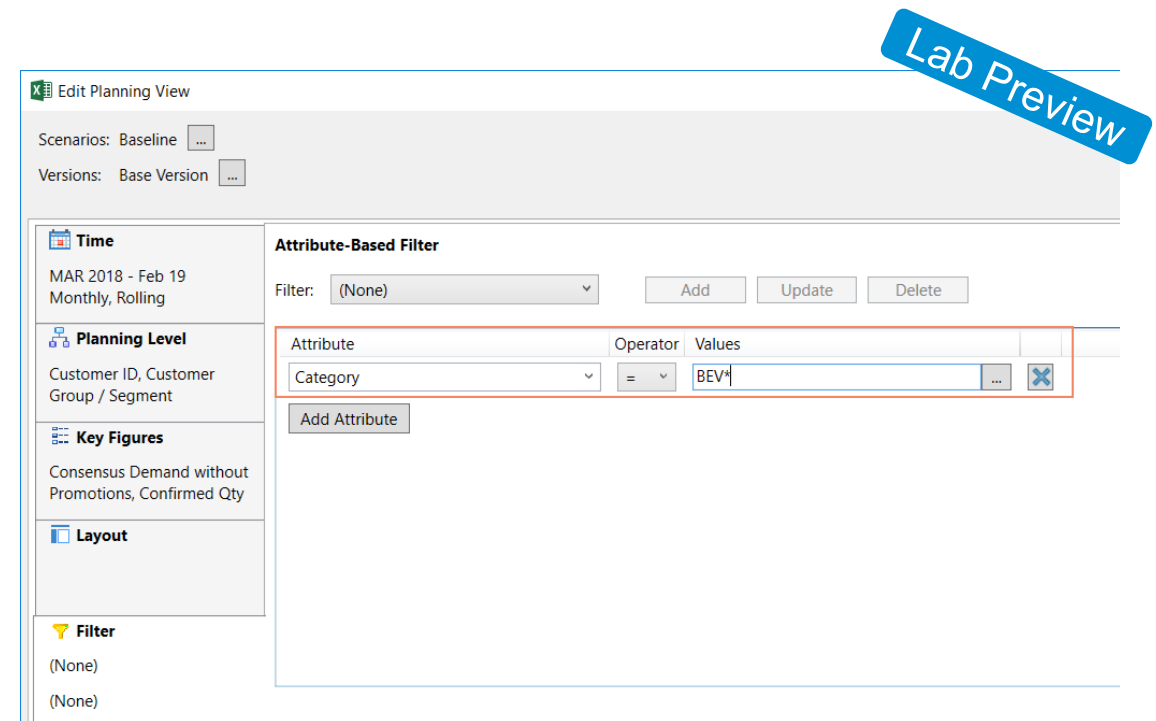 Lab Preview
Edit Planning View
Scenarios: Baseline ...
Versions: Base Version ...
Time
MAR 2018 - Feb 19
Monthly, Rolling
Planning Level
Customer ID, Customer
Group / Segment
Key Figures
Consensus Demand without
Promotions, Confirmed Qty
Layout
Filter
(None)
(None)
Attribute-Based Filter
Filter: (None) Add Update Delete
Attribute Operator Values
Category = BEV* ...
Add Attribute